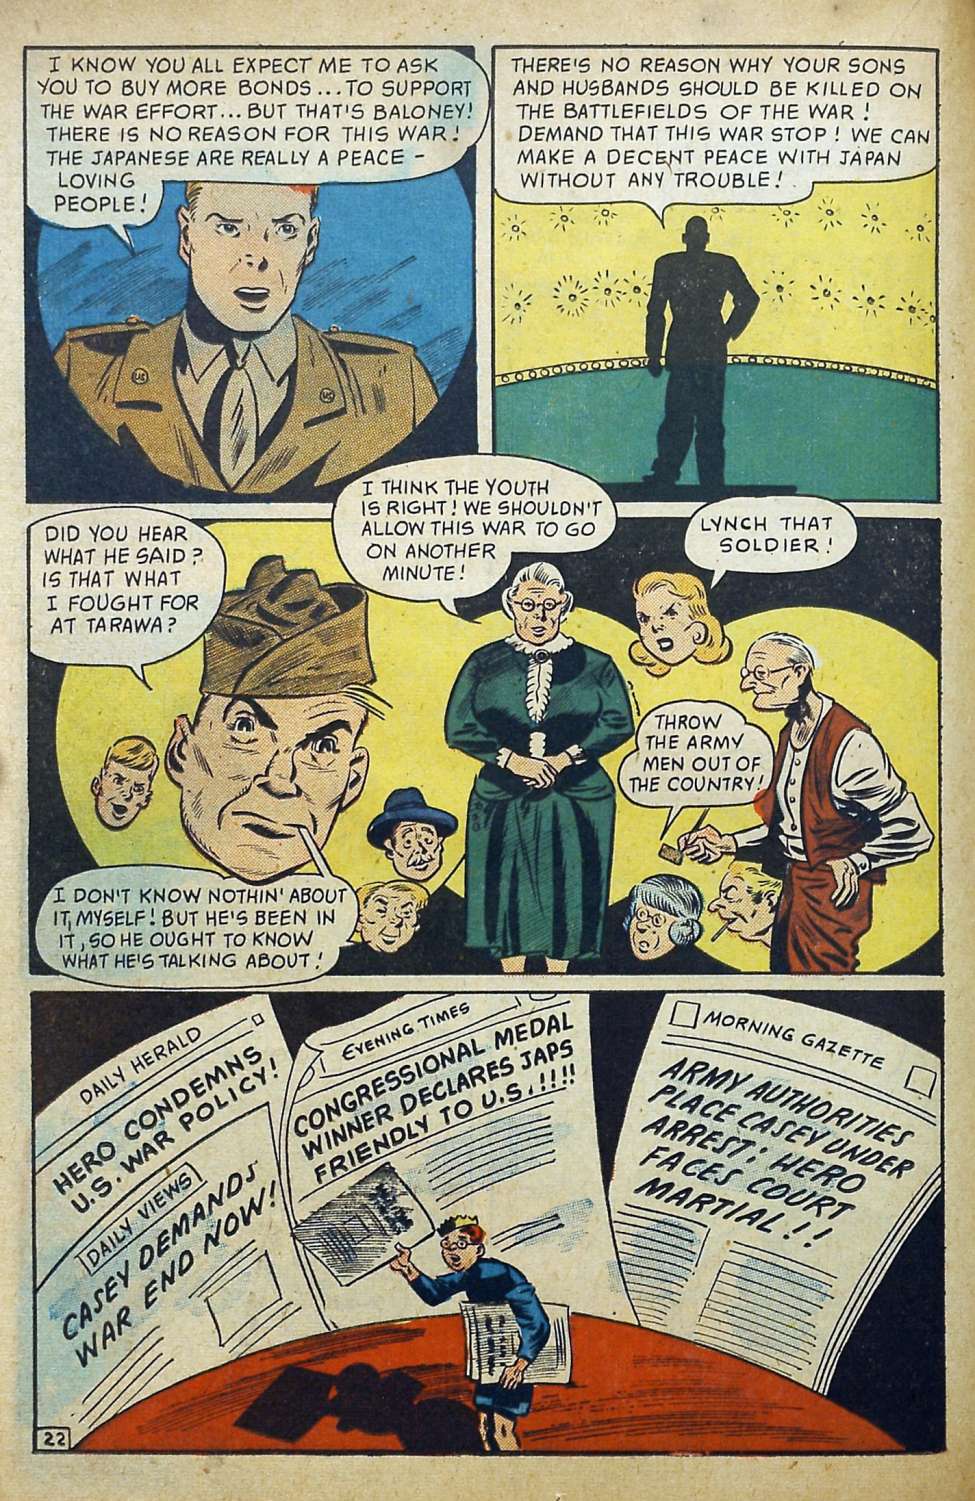 I KNOW YOU ALL EXPECT ME TO ASK
YOU TO BUY MORE BONDS...TO SUPPORT
THE WAR EFFORT...BUT THAT'S BALONEY!
THERE IS NO REASON FOR THIS WAR!
THE JAPANESE ARE REALLY A PEACE-
LOVING
PEOPLE!
US
US
THERE'S NO REASON WHY YOUR SONS
AND HUSBANDS SHOULD BE KILLED ON
THE BATTLEFIELDS OF THE WAR!
DEMAND THAT THIS WAR STOP! WE CAN
MAKE A DECENT PEACE WITH JAPAN
WITHOUT ANY TROUBLE!
DID YOU HEAR
WHAT HE SAID?
IS THAT WHAT
I FOUGHT FOR
AT TARAWA?
I THINK THE YOUTH
IS RIGHT! WE SHOULDN'T
ALLOW THIS WAR TO GO
ON ANOTHER
MINUTE!
LYNCH THAT
SOLDIER!
THROW
THE ARMY
MEN OUT OF
THE COUNTRY!
I DON'T KNOW NOTHIN' ABOUT
IT, MYSELF! BUT HE'S BEEN IN
IT, SO HE OUGHT TO KNOW
WHAT HE'S TALKING ABOUT!
DAILY HERALD
HERO CONDEMNS
U.S. WAR POLICY!
DAILY VIEWS
CASEY DEMANDS
WAR END NOW!
EVENING TIMES
CONGRESSIONAL MEDAL
WINNER DECLARES JAPS
FRIENDLY TO U.S.!!!!
MORNING GAZETTE
ARMY AUTHORITIES
PLACE CASEY UNDER
ARREST; HERO
FACES COURT
MARTIAL!!
22